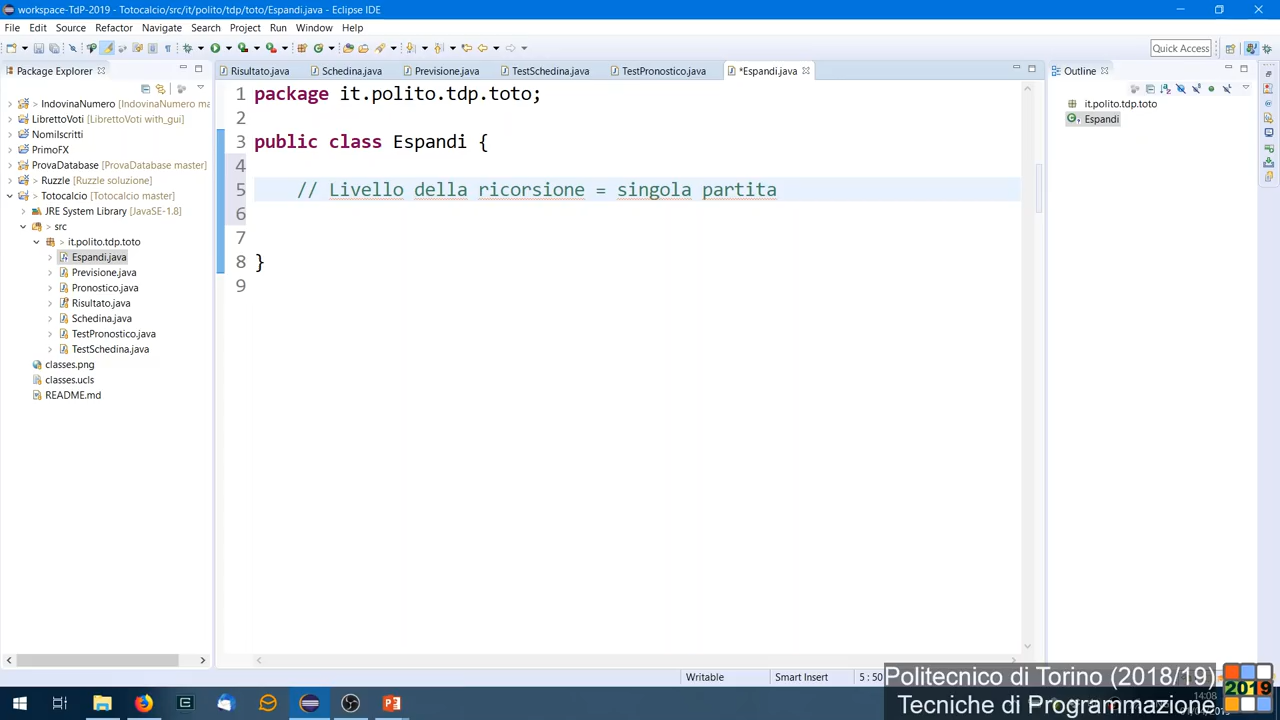 workspace-TdP-2019 - Totocalcio/src/it/polito/tdp/toto/Espandi.java - Eclipse IDE
File Edit Source Refactor Navigate Search Project Run Window Help
Quick Access
Package Explorer
Risultato.java Schedina.java Previsione.java TestSchedina.java TestPronostico.java *Espandi.java
Outline
> IndovinaNumero [IndovinaNumero ma
LibrettoVoti [LibrettoVoti with_gui]
NomiIscritti
PrimoFX
ProvaDatabase [ProvaDatabase master]
> Ruzzle [Ruzzle soluzione]
> Totocalcio [Totocalcio master]
JRE System Library [JavaSE-1.8]
> src
> it.polito.tdp.toto
Espandi.java
Previsione.java
Pronostico.java
Risultato.java
Schedina.java
TestPronostico.java
TestSchedina.java
classes.png
classes.ucls
README.md
1 package it.polito.tdp.toto;
2
3 public class Espandi {
4
5 // Livello della ricorsione = singola partita
6
7
8 }
9
it.polito.tdp.toto
Espandi
Writable Smart Insert 5 : 50
Politecnico di Torino (2018/19)
Tecniche di Programmazione
2019
14:08